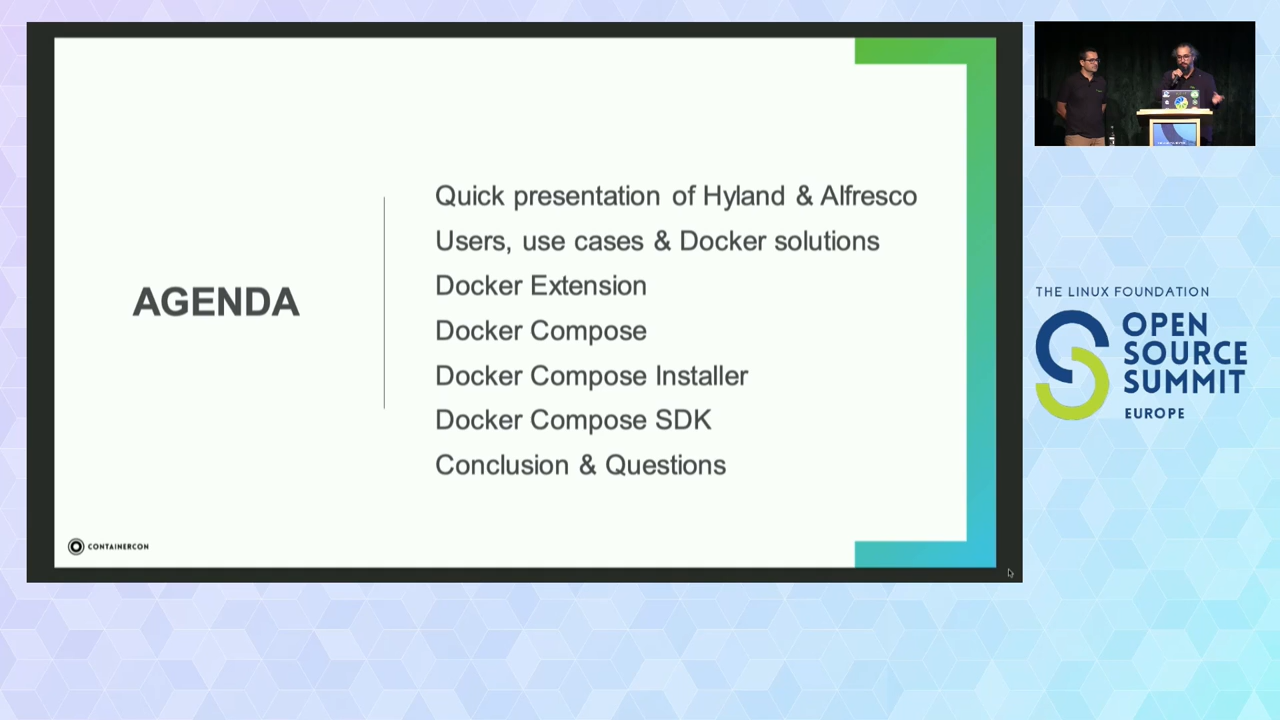 AGENDA
Quick presentation of Hyland & Alfresco
Users, use cases & Docker solutions
Docker Extension
Docker Compose
Docker Compose Installer
Docker Compose SDK
Conclusion & Questions
CONTAINERCON
THE LINUX FOUNDATION
OPEN
SOURCE
SUMMIT
EUROPE